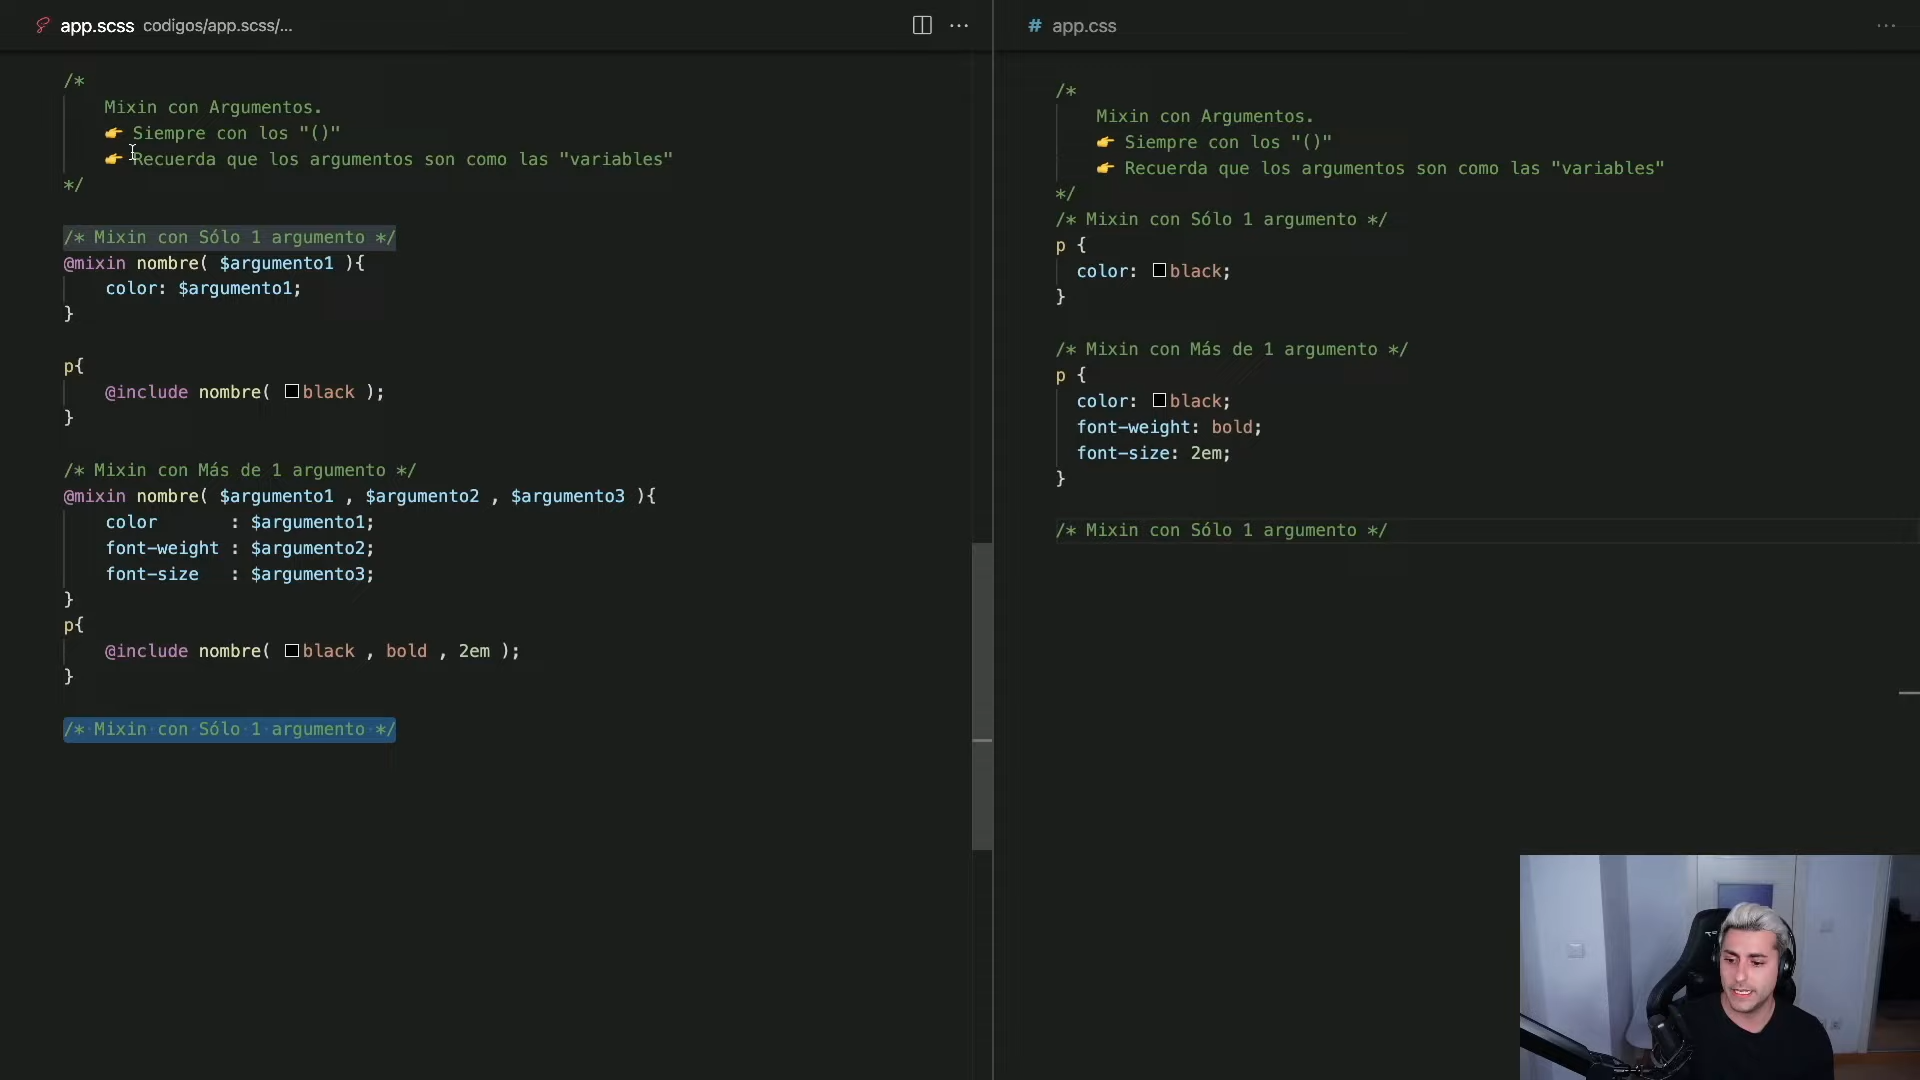 app.scss codigos/app.scss/...
/*
Mixin con Argumentos.
👉 Siempre con los "()"
👉 Recuerda que los argumentos son como las "variables"
*/
/* Mixin con Sólo 1 argumento */
@mixin nombre( $argumento1 ){
color: $argumento1;
}
p{
@include nombre( black );
}
/* Mixin con Más de 1 argumento */
@mixin nombre( $argumento1 , $argumento2 , $argumento3 ){
color : $argumento1;
font-weight : $argumento2;
font-size : $argumento3;
}
p{
@include nombre( black , bold , 2em );
}
/* Mixin con Sólo 1 argumento */
# app.css
/*
Mixin con Argumentos.
👉 Siempre con los "()"
👉 Recuerda que los argumentos son como las "variables"
*/
/* Mixin con Sólo 1 argumento */
p {
color: black;
}
/* Mixin con Más de 1 argumento */
p {
color: black;
font-weight: bold;
font-size: 2em;
}
/* Mixin con Sólo 1 argumento */